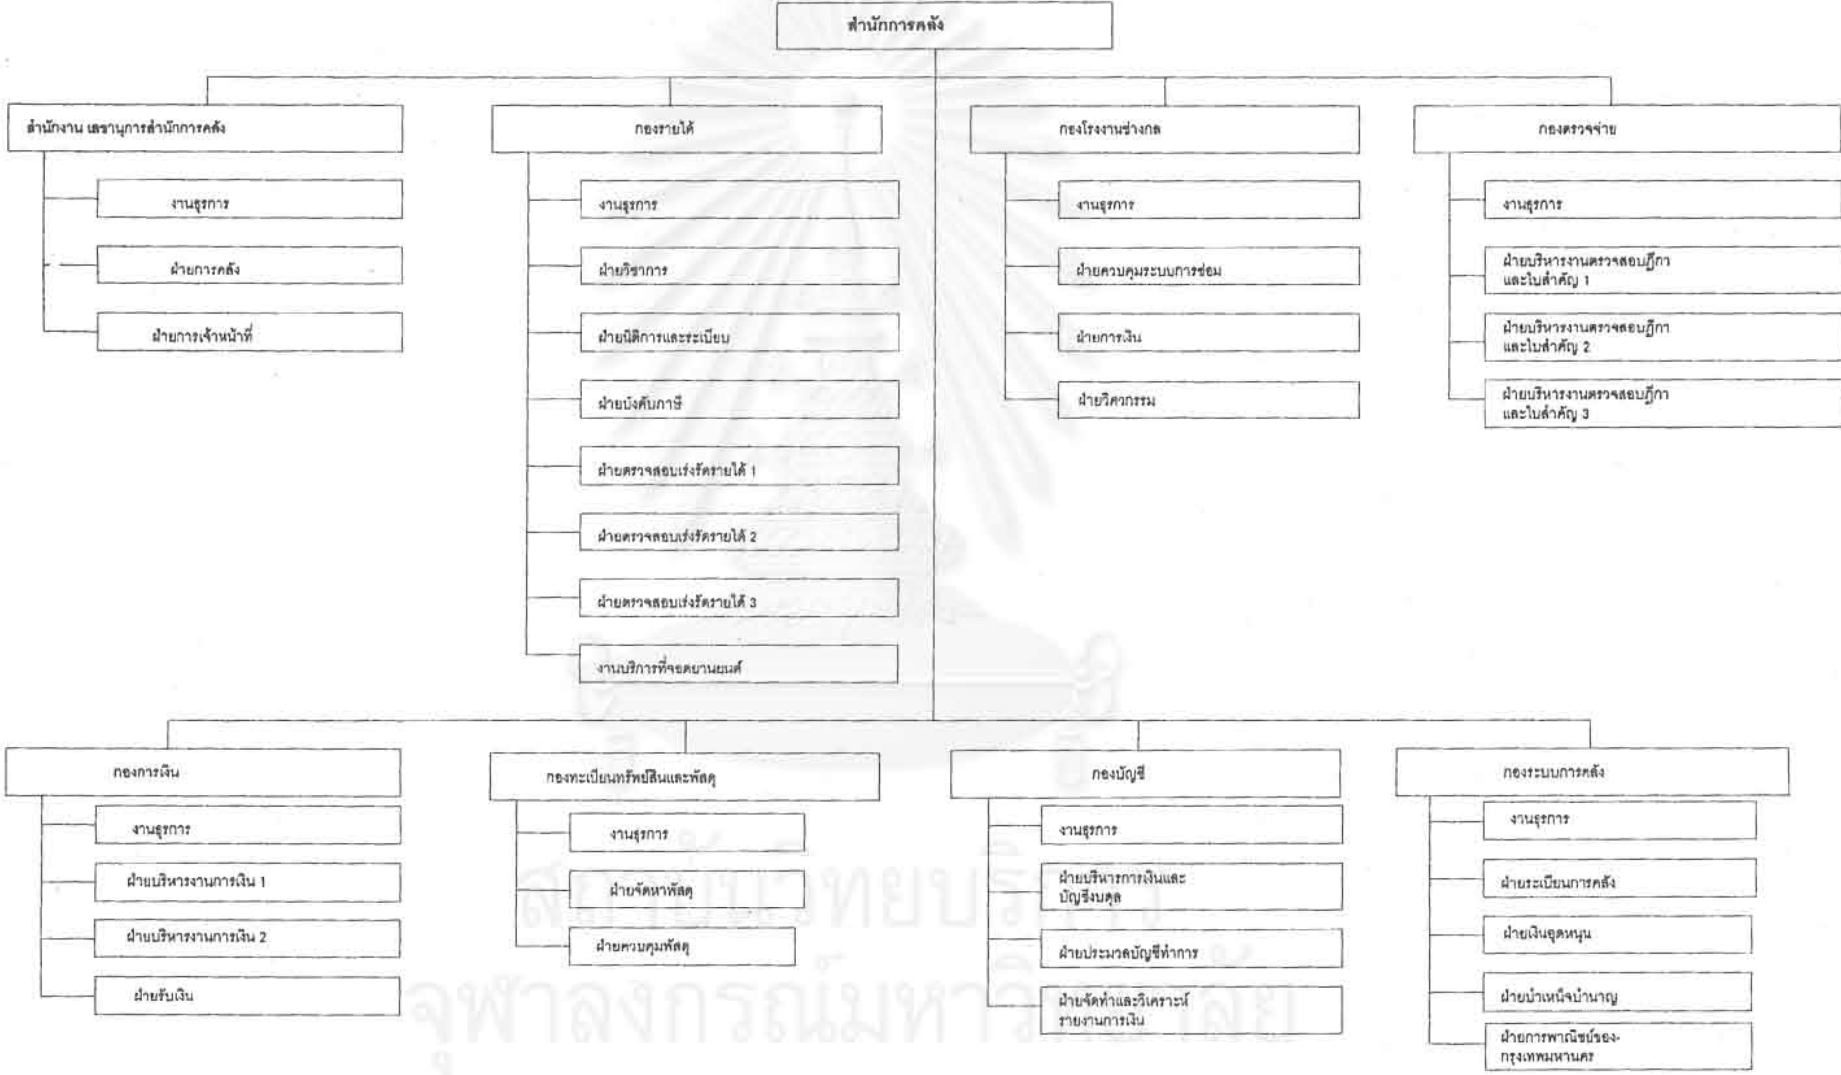 สำนักการคลัง
สำนักงาน เลขานุการสำนักการคลัง
งานธุรการ
ฝ่ายการคลัง
ฝ่ายการเจ้าหน้าที่
กองรายได้
งานธุรการ
ฝ่ายวิชาการ
ฝ่ายนิติการและระเบียบ
ฝ่ายบังคับภาษี
ฝ่ายตรวจสอบเร่งรัดรายได้ 1
ฝ่ายตรวจสอบเร่งรัดรายได้ 2
ฝ่ายตรวจสอบเร่งรัดรายได้ 3
งานบริการที่จอดยานยนต์
กองโรงงานช่างกล
งานธุรการ
ฝ่ายควบคุมระบบการซ่อม
ฝ่ายการเงิน
ฝ่ายวิศวกรรม
กองตรวจจ่าย
งานธุรการ
ฝ่ายบริหารงานตรวจสอบฎีกา
และใบสำคัญ 1
ฝ่ายบริหารงานตรวจสอบฎีกา
และใบสำคัญ 2
ฝ่ายบริหารงานตรวจสอบฎีกา
และใบสำคัญ 3
กองการเงิน
งานธุรการ
ฝ่ายบริหารงานการเงิน 1
ฝ่ายบริหารงานการเงิน 2
ฝ่ายรับเงิน
กองทะเบียนทรัพย์สินและพัสดุ
งานธุรการ
ฝ่ายจัดหาพัสดุ
ฝ่ายควบคุมพัสดุ
กองบัญชี
งานธุรการ
ฝ่ายบริหารการเงินและ
บัญชีงบดุล
ฝ่ายประมวลบัญชีทำการ
ฝ่ายจัดทำและวิเคราะห์
รายงานการเงิน
กองระบบการคลัง
งานธุรการ
ฝ่ายระเบียนการคลัง
ฝ่ายเงินอุดหนุน
ฝ่ายบำเหน็จบำนาญ
ฝ่ายการพาณิชย์ของ-
กรุงเทพมหานคร
สถาบันวิทยบริการ
จุฬาลงกรณ์มหาวิทยาลัย